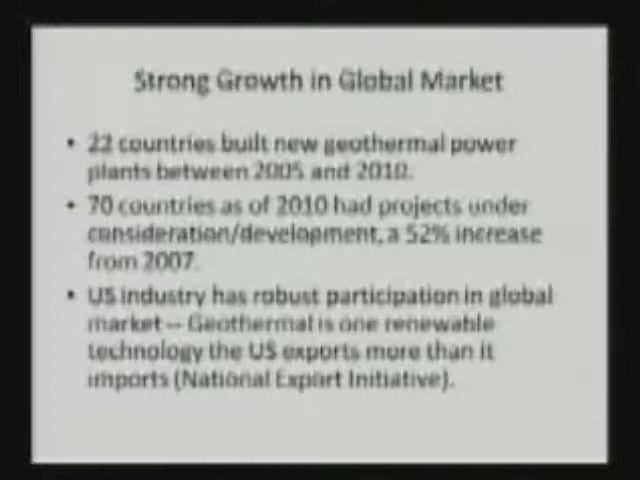 Strong Growth in Global Market
• 22 countries built new geothermal power
plants between 2005 and 2010.
• 70 countries as of 2010 had projects under
consideration/development, a 52% increase
from 2007.
• US industry has robust participation in global
market -- Geothermal is one renewable
technology the US exports more than it
imports (National Export Initiative).